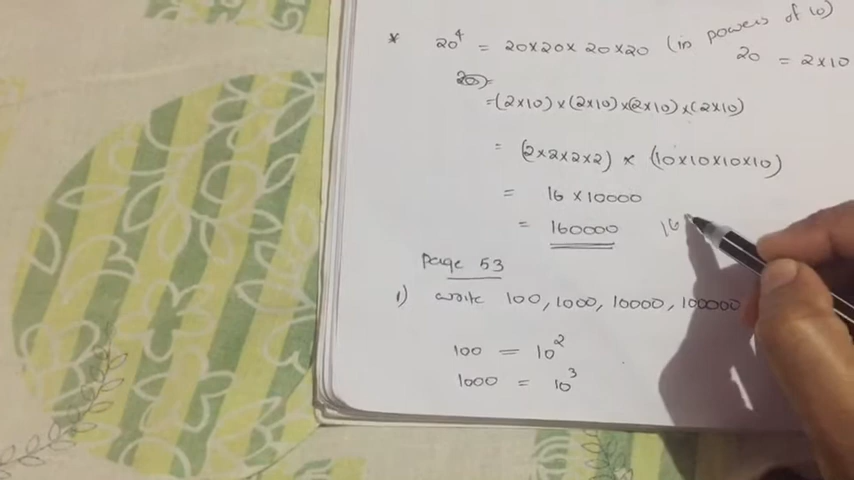 * 20⁴ = 20×20×20×20 (in powers of 10)
20 = 2×10
20=
=(2×10)×(2×10)×(2×10)×(2×10)
= (2×2×2×2) × (10×10×10×10)
= 16 × 10000
= 160000 16
Page 53
1) write 100, 1000, 10000, 100000
100 = 10²
1000 = 10³